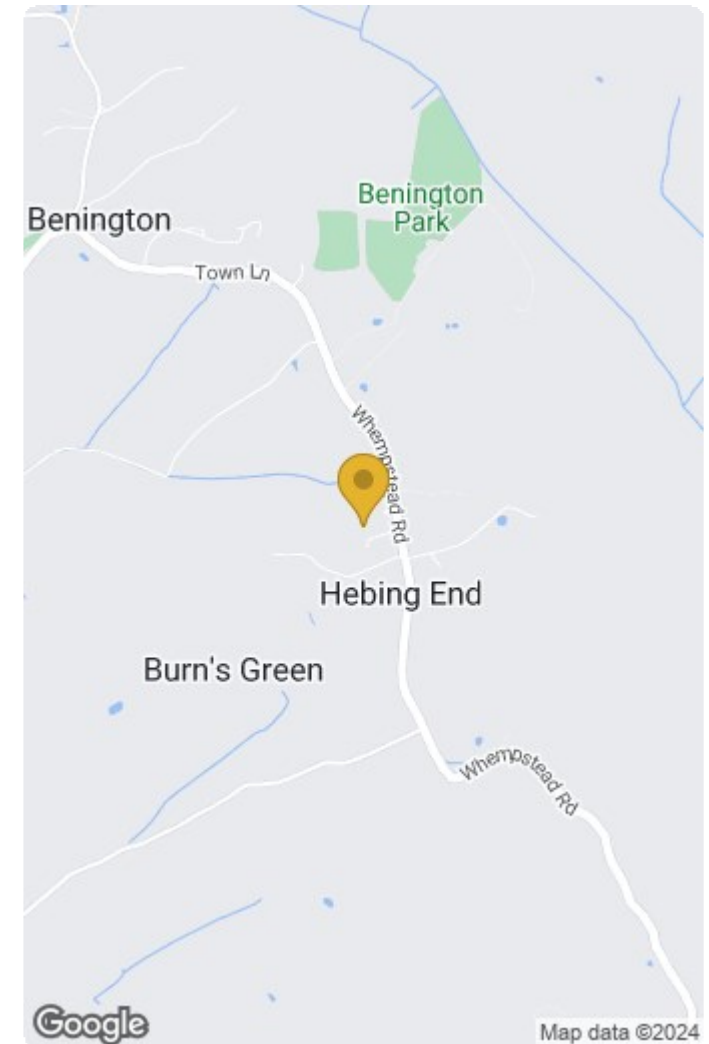 Benington
Park
Benington
Town Ln
Whempstead Rd
Hebing End
Burn's Green
Whempstead Rd
Google
Map data ©2024